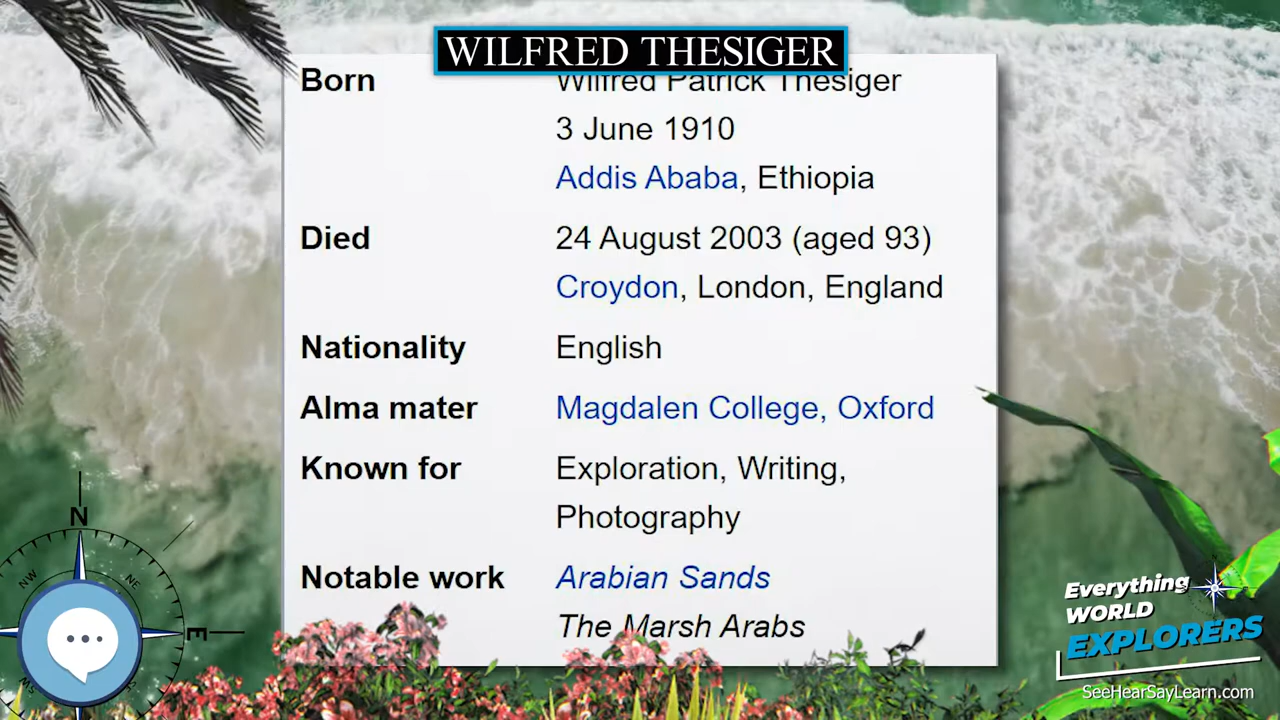 WILFRED THESIGER
Born Wilfred Patrick Thesiger
3 June 1910
Addis Ababa, Ethiopia
Died 24 August 2003 (aged 93)
Croydon, London, England
Nationality English
Alma mater Magdalen College, Oxford
Known for Exploration, Writing,
Photography
Notable work Arabian Sands
The Marsh Arabs
N
NW NE
E
Everything
WORLD
EXPLORERS
SeeHearSayLearn.com